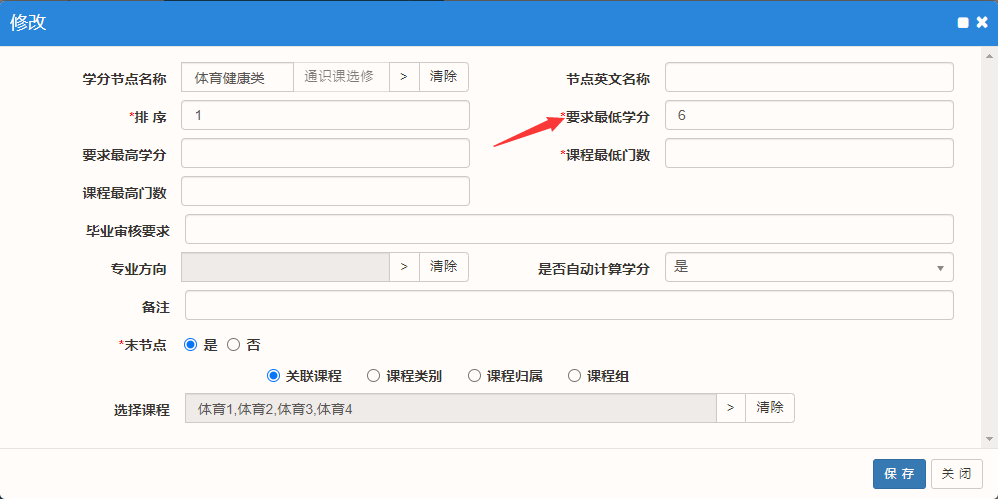 修改
学分节点名称 体育健康类 通识课选修 > 清除 节点英文名称
*排 序 1 *要求最低学分 6
要求最高学分 *课程最低门数
课程最高门数
毕业审核要求
专业方向 > 清除 是否自动计算学分 是
备注
*末节点 是 否
关联课程 课程类别 课程归属 课程组
选择课程 体育1,体育2,体育3,体育4 > 清除
保 存 关 闭